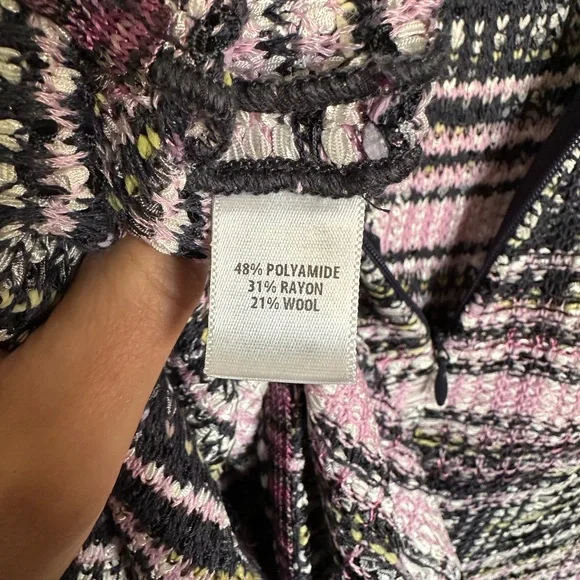 48% POLYAMIDE
31% RAYON
21% WOOL